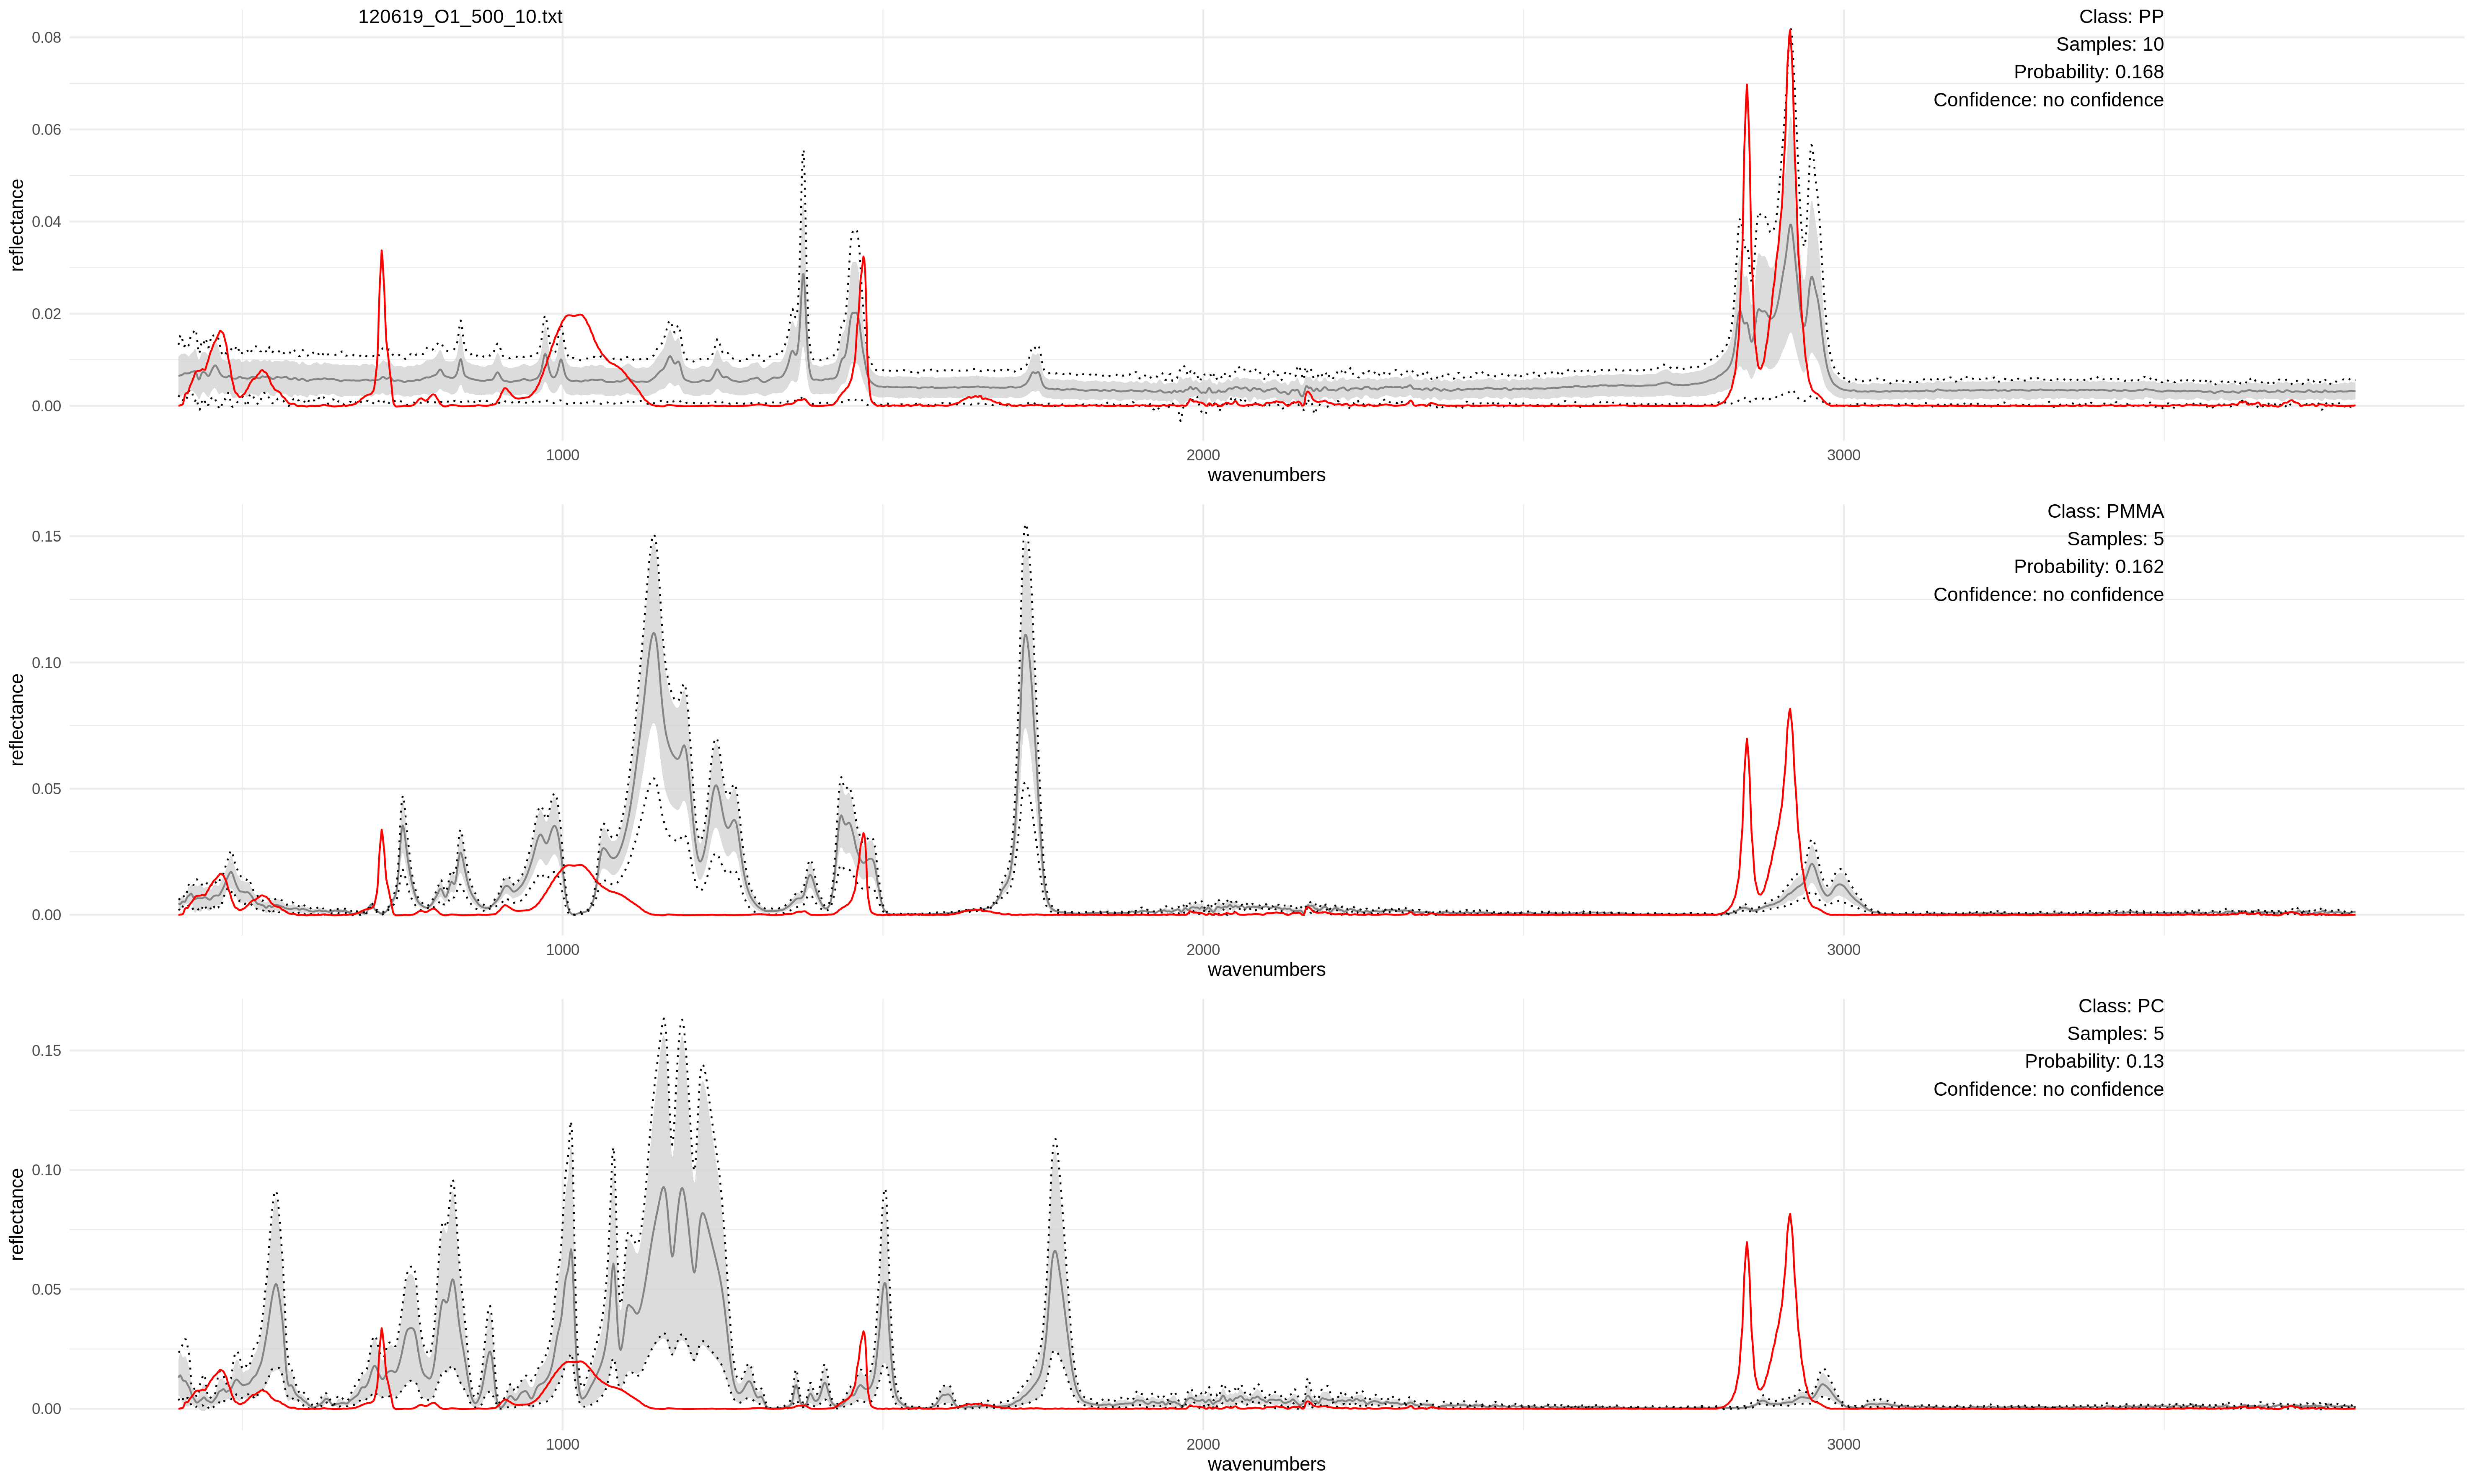 120619_O1_500_10.txt
Class: PP
Samples: 10
Probability: 0.168
Confidence: no confidence
reflectance
0.08
0.06
0.04
0.02
0.00
1000
2000
3000
wavenumbers
Class: PMMA
Samples: 5
Probability: 0.162
Confidence: no confidence
reflectance
0.15
0.10
0.05
0.00
1000
2000
3000
wavenumbers
Class: PC
Samples: 5
Probability: 0.13
Confidence: no confidence
reflectance
0.15
0.10
0.05
0.00
1000
2000
3000
wavenumbers